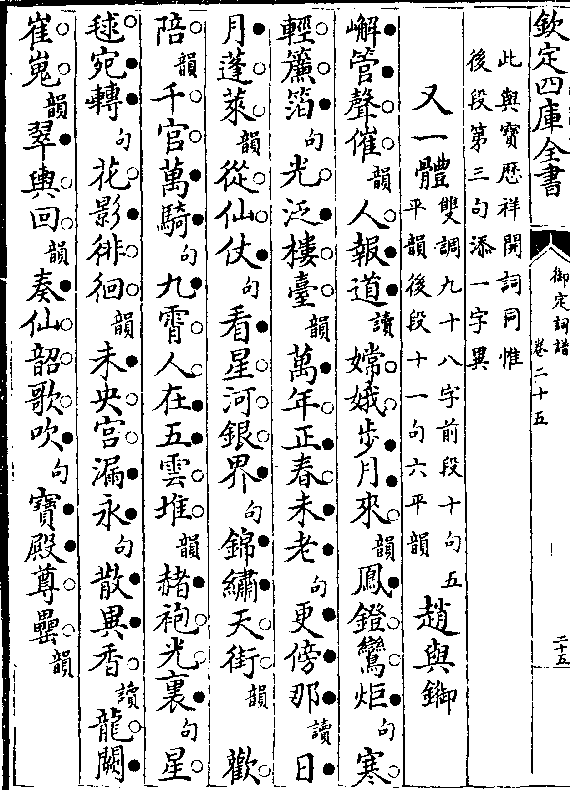 欽定四庫全書
御定詞譜 卷二十五
二十五
此與寶歷祥開詞同惟
後段第三句添一字異
又一體 雙調九十八字前段十句五
平韻後段十一句六平韻 趙與鄉
嶰管聲催韻人報道讀嫦娥步月來韻鳳鐙鸞炬句寒
輕簾箔句光泛樓臺韻萬年正春未老句更傍那讀日
月蓬萊韻從仙仗句看星河銀界句錦繡天街韻 歡
陪韻千官萬騎句九霄人在五雲堆韻赭袍光裏句星
毬宛轉句花影徘徊韻未央宮漏永句散異香讀龍闕
崔嵬韻翠輿回韻奏仙韶歌吹句寶殿尊罍韻